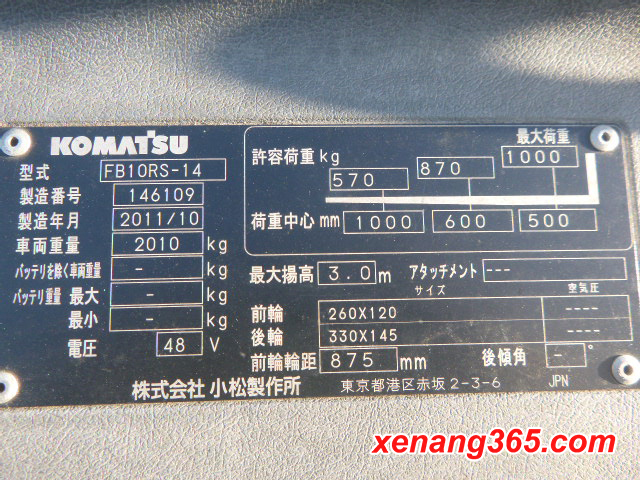 KOMATSU
型式 FB10RS-14
製造番号 146109
製造年月 2011/10
車両重量 2010 kg
バッテリを除く車両重量 - kg
バッテリ重量 最大 - kg
最小 - kg
電圧 48 V
最大荷重
許容荷重 kg 570 870 1000
荷重中心 mm 1000 600 500
最大揚高 3.0 m アタッチメント ---
サイズ 空気圧
前輪 260X120 ----
後輪 330X145 ----
前輪輪距 875 mm 後傾角 - °
株式会社 小松製作所 東京都港区赤坂 2-3-6 JPN
xenang365.com